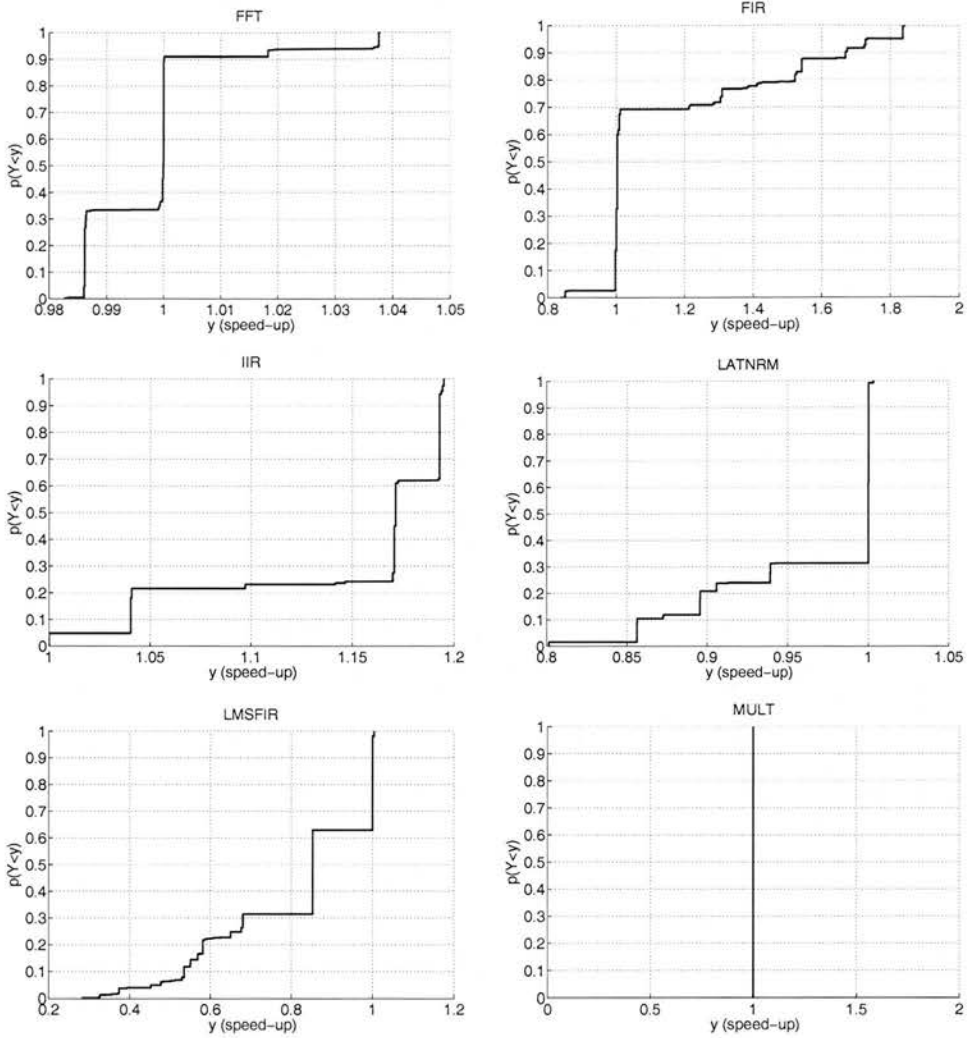 FFT
1
0.9
0.8
0.7
0.6
0.5
0.4
0.3
0.2
0.1
0
p(Y<y)
0.98 0.99 1 1.01 1.02 1.03 1.04 1.05
y (speed-up)
FIR
1
0.9
0.8
0.7
0.6
0.5
0.4
0.3
0.2
0.1
0
p(Y<y)
0.8 1 1.2 1.4 1.6 1.8 2
y (speed-up)
IIR
1
0.9
0.8
0.7
0.6
0.5
0.4
0.3
0.2
0.1
0
p(Y<y)
1 1.05 1.1 1.15 1.2
y (speed-up)
LATNRM
1
0.9
0.8
0.7
0.6
0.5
0.4
0.3
0.2
0.1
0
p(Y<y)
0.8 0.85 0.9 0.95 1 1.05
y (speed-up)
LMSFIR
1
0.9
0.8
0.7
0.6
0.5
0.4
0.3
0.2
0.1
0
p(Y<y)
0.2 0.4 0.6 0.8 1 1.2
y (speed-up)
MULT
1
0.9
0.8
0.7
0.6
0.5
0.4
0.3
0.2
0.1
0
p(Y<y)
0 0.5 1 1.5 2
y (speed-up)